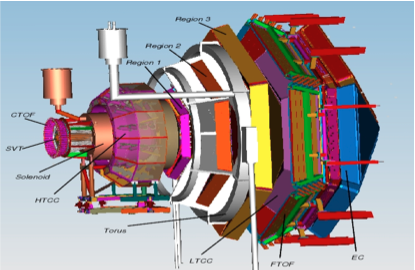 Region 3
Region 2
Region 1
CTOF
SVT
Solenoid
HTCC
Torus
LTCC
FTOF
EC